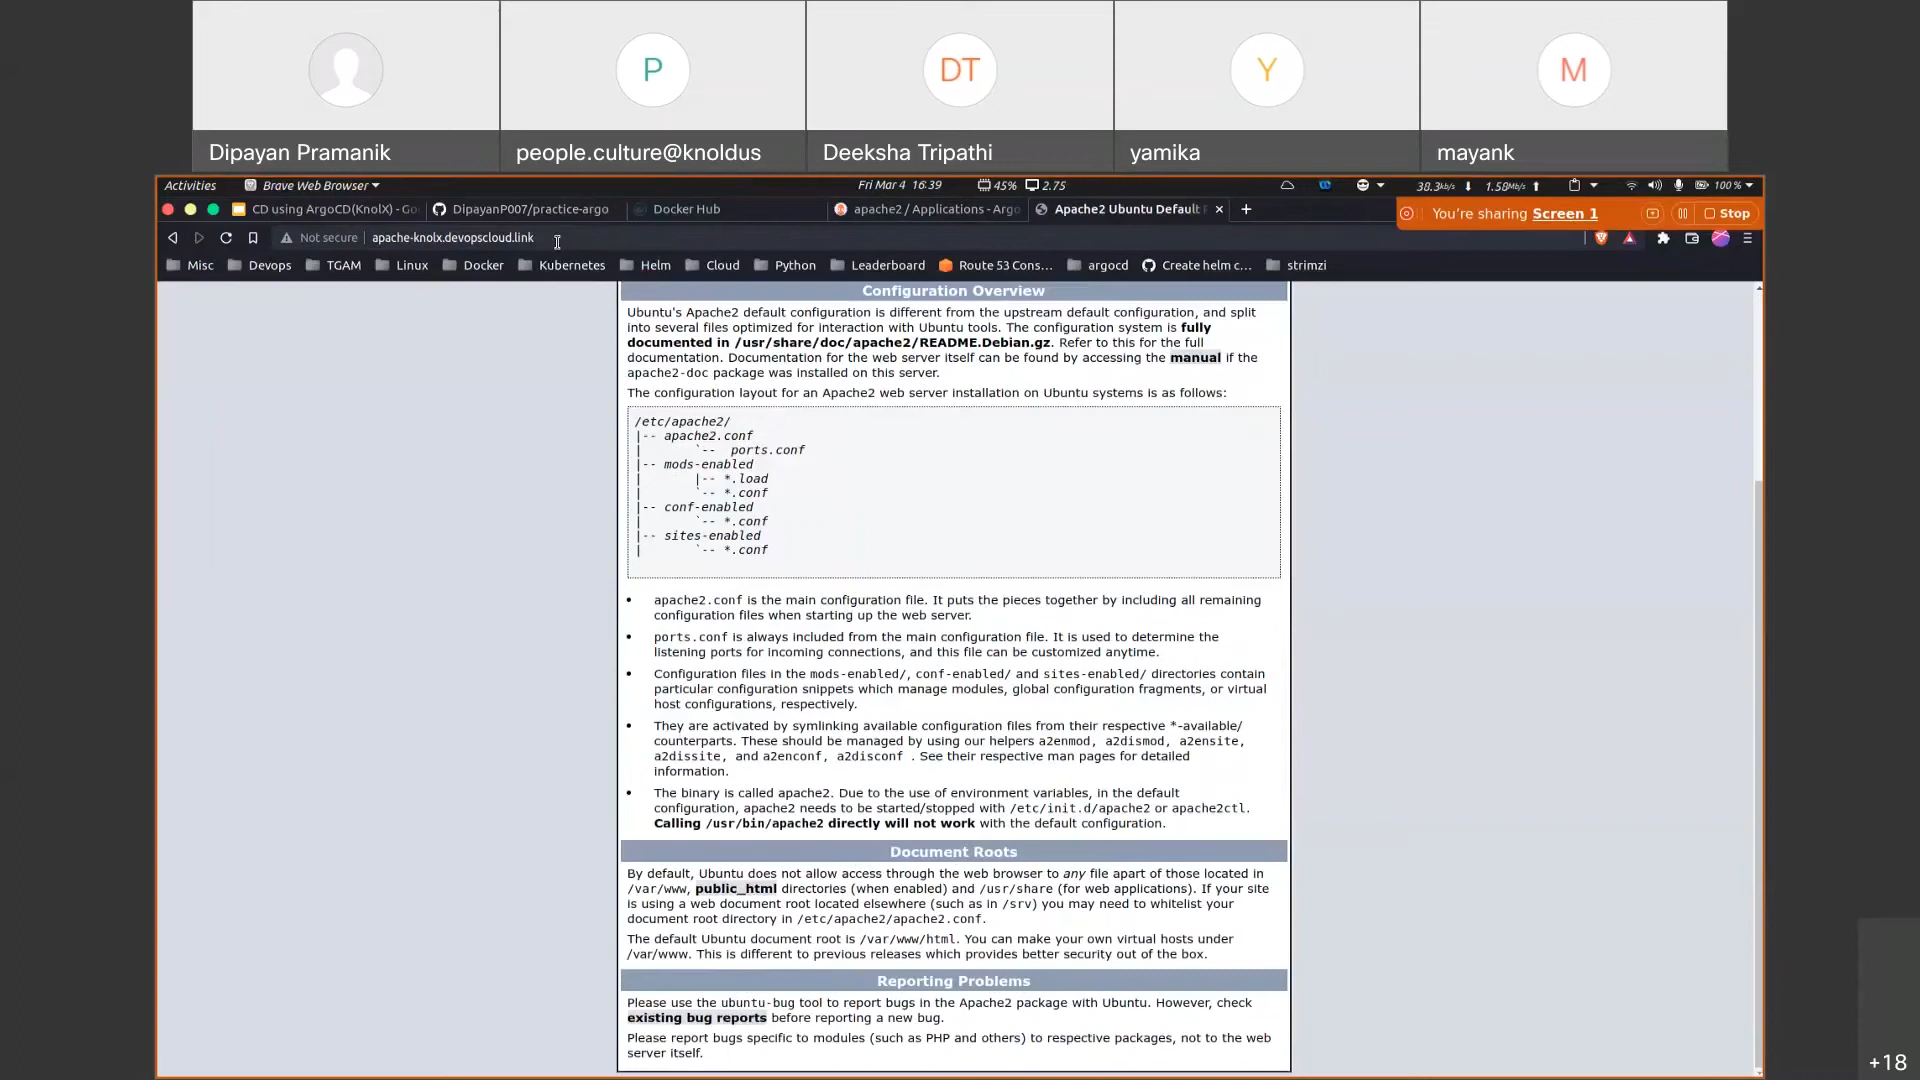 P
DT
Y
M
Dipayan Pramanik
people.culture@knoldus
Deeksha Tripathi
yamika
mayank
Activities
Brave Web Browser
Fri Mar 4 16:39
45%
2.75
38.3kb/s
1.58Mb/s
100%
CD using ArgoCD(KnolX) - Go
DipayanP007/practice-argo
Docker Hub
apache2 / Applications - Argo
Apache2 Ubuntu Default
You're sharing Screen 1
Stop
Not secure
apache-knolx.devopscloud.link
Misc
Devops
TGAM
Linux
Docker
Kubernetes
Helm
Cloud
Python
Leaderboard
Route 53 Cons...
argocd
Create helm c...
strimzi
Configuration Overview
Ubuntu's Apache2 default configuration is different from the upstream default configuration, and split
into several files optimized for interaction with Ubuntu tools. The configuration system is fully
documented in /usr/share/doc/apache2/README.Debian.gz. Refer to this for the full
documentation. Documentation for the web server itself can be found by accessing the manual if the
apache2-doc package was installed on this server.
The configuration layout for an Apache2 web server installation on Ubuntu systems is as follows:
/etc/apache2/
|-- apache2.conf
|       `--  ports.conf
|-- mods-enabled
|       |-- *.load
|       `-- *.conf
|-- conf-enabled
|       `-- *.conf
|-- sites-enabled
|       `-- *.conf
• apache2.conf is the main configuration file. It puts the pieces together by including all remaining
configuration files when starting up the web server.
• ports.conf is always included from the main configuration file. It is used to determine the
listening ports for incoming connections, and this file can be customized anytime.
• Configuration files in the mods-enabled/, conf-enabled/ and sites-enabled/ directories contain
particular configuration snippets which manage modules, global configuration fragments, or virtual
host configurations, respectively.
• They are activated by symlinking available configuration files from their respective *-available/
counterparts. These should be managed by using our helpers a2enmod, a2dismod, a2ensite,
a2dissite, and a2enconf, a2disconf . See their respective man pages for detailed
information.
• The binary is called apache2. Due to the use of environment variables, in the default
configuration, apache2 needs to be started/stopped with /etc/init.d/apache2 or apache2ctl.
Calling /usr/bin/apache2 directly will not work with the default configuration.
Document Roots
By default, Ubuntu does not allow access through the web browser to any file apart of those located in
/var/www, public_html directories (when enabled) and /usr/share (for web applications). If your site
is using a web document root located elsewhere (such as in /srv) you may need to whitelist your
document root directory in /etc/apache2/apache2.conf.
The default Ubuntu document root is /var/www/html. You can make your own virtual hosts under
/var/www. This is different to previous releases which provides better security out of the box.
Reporting Problems
Please use the ubuntu-bug tool to report bugs in the Apache2 package with Ubuntu. However, check
existing bug reports before reporting a new bug.
Please report bugs specific to modules (such as PHP and others) to respective packages, not to the web
server itself.
+18